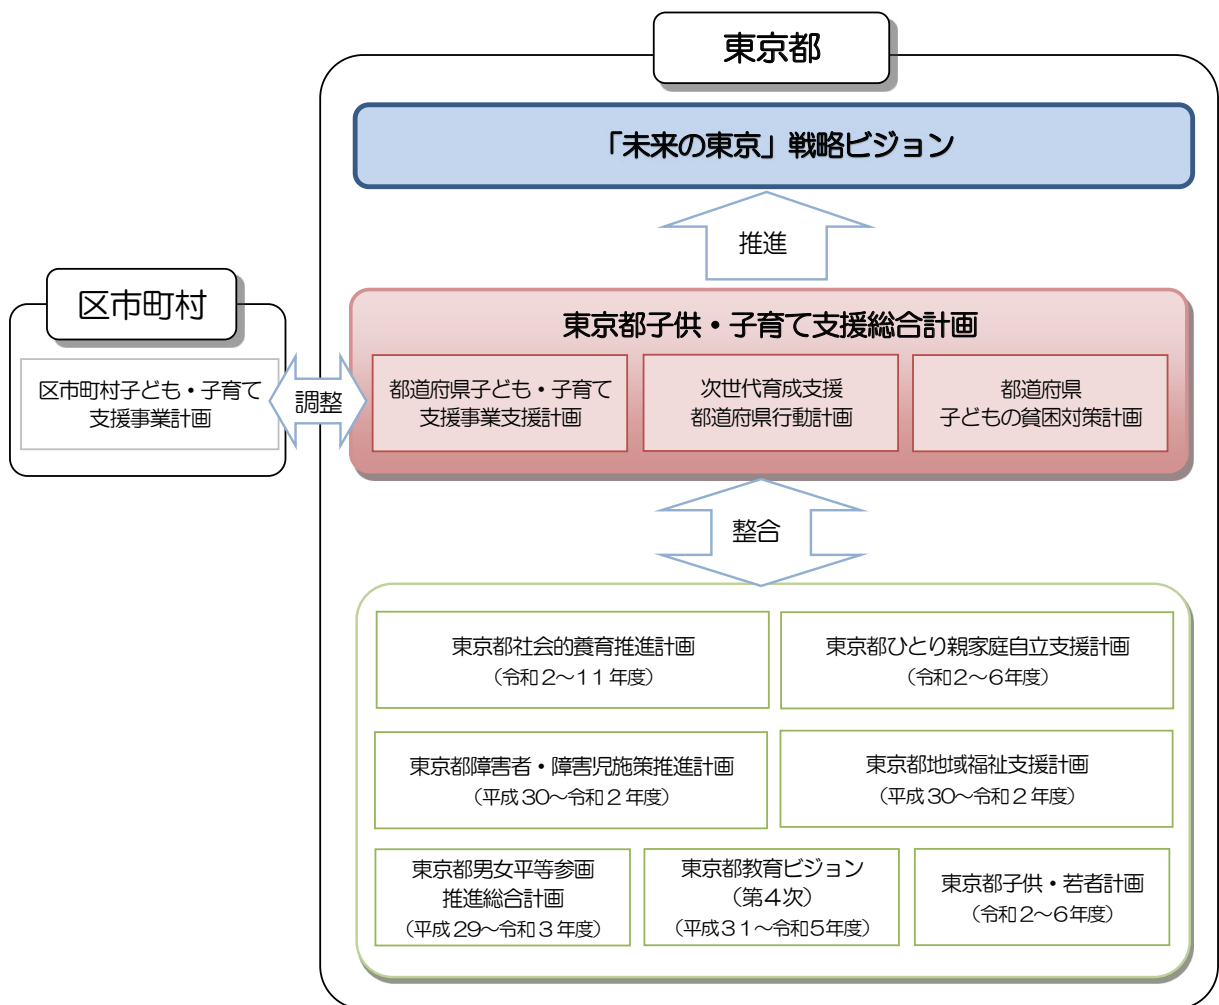 東京都
「未来の東京」戦略ビジョン
推進
区市町村
区市町村子ども・子育て
支援事業計画
調整
東京都子供・子育て支援総合計画
都道府県子ども・子育て
支援事業支援計画
次世代育成支援
都道府県行動計画
都道府県
子どもの貧困対策計画
整合
東京都社会的養育推進計画
（令和２～１１年度）
東京都ひとり親家庭自立支援計画
（令和２～６年度）
東京都障害者・障害児施策推進計画
（平成３０～令和２年度）
東京都地域福祉支援計画
（平成３０～令和２年度）
東京都男女平等参画
推進総合計画
（平成２９～令和３年度）
東京都教育ビジョン
（第４次）
（平成３１～令和５年度）
東京都子供・若者計画
（令和２～６年度）